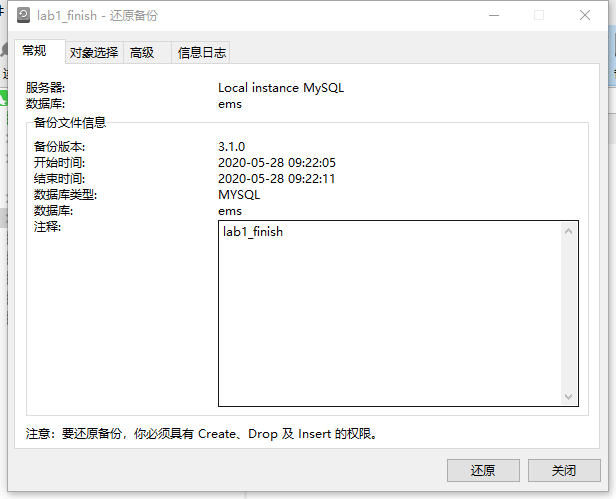 lab1_finish - 还原备份
常规 对象选择 高级 信息日志
服务器: Local instance MySQL
数据库: ems
备份文件信息
备份版本: 3.1.0
开始时间: 2020-05-28 09:22:05
结束时间: 2020-05-28 09:22:11
数据库类型: MYSQL
数据库: ems
注释: lab1_finish
注意：要还原备份，你必须具有 Create、Drop 及 Insert 的权限。
还原 关闭